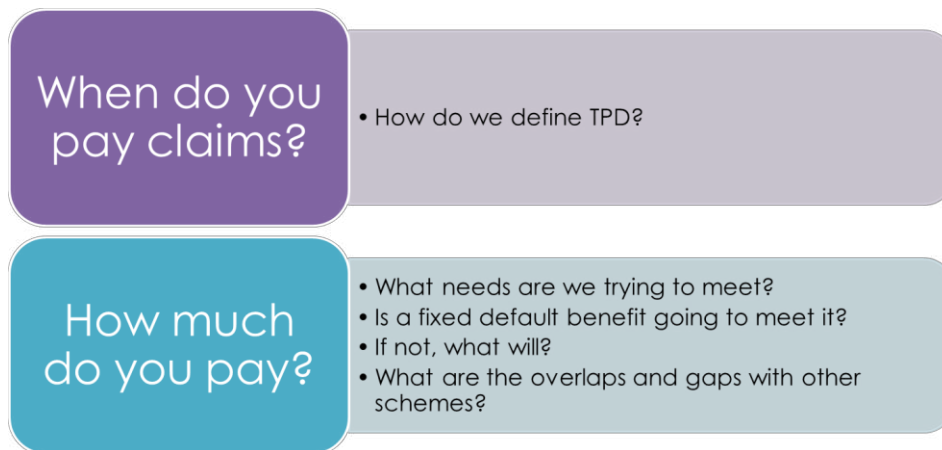 When do you
pay claims?
• How do we define TPD?
How much
do you pay?
• What needs are we trying to meet?
• Is a fixed default benefit going to meet it?
• If not, what will?
• What are the overlaps and gaps with other
schemes?